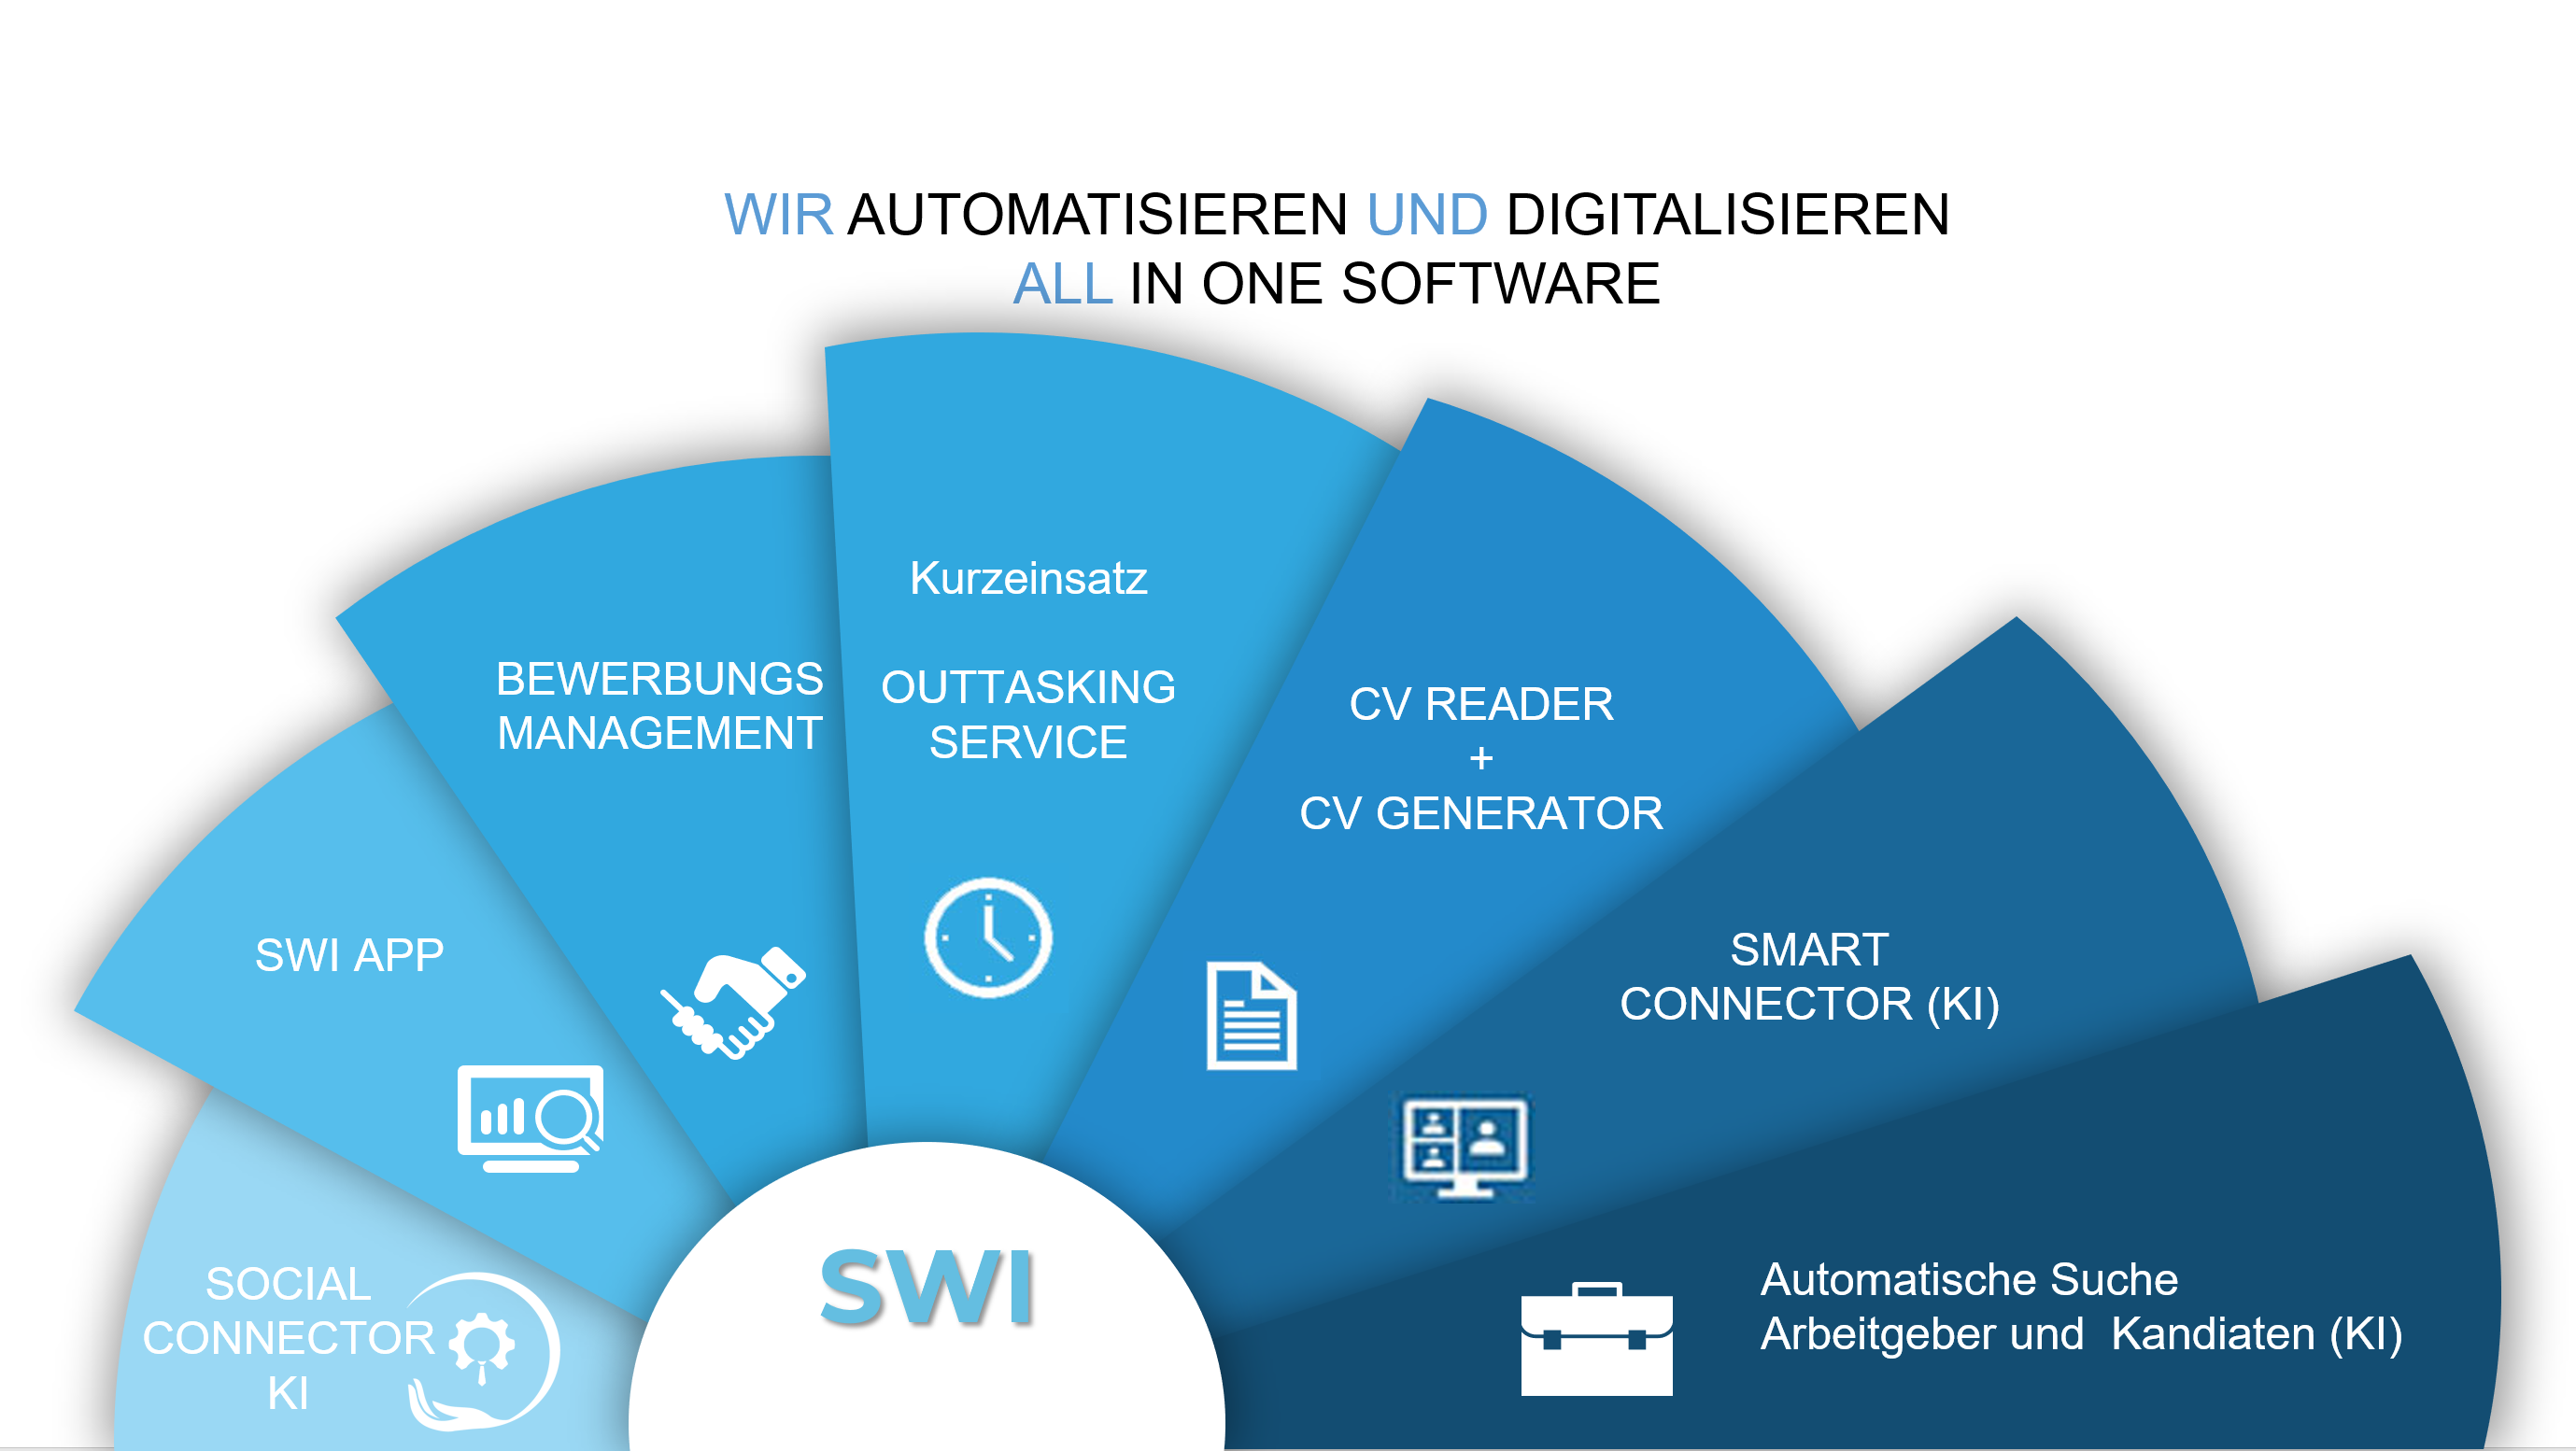 WIR AUTOMATISIEREN UND DIGITALISIEREN
ALL IN ONE SOFTWARE
SOCIAL
CONNECTOR
KI
SWI APP
BEWERBUNGS
MANAGEMENT
Kurzeinsatz
OUTTASKING
SERVICE
CV READER
+
CV GENERATOR
SMART
CONNECTOR (KI)
Automatische Suche
Arbeitgeber und  Kandiaten (KI)
SWI